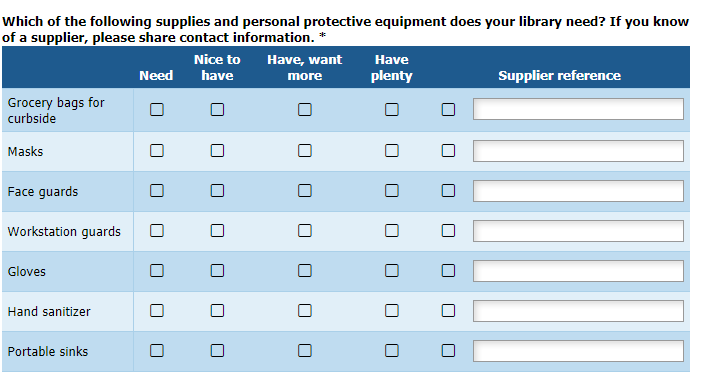 Which of the following supplies and personal protective equipment does your library need? If you know
of a supplier, please share contact information. *
Need Nice to have Have, want more Have plenty Supplier reference
Grocery bags for
curbside
Masks
Face guards
Workstation guards
Gloves
Hand sanitizer
Portable sinks